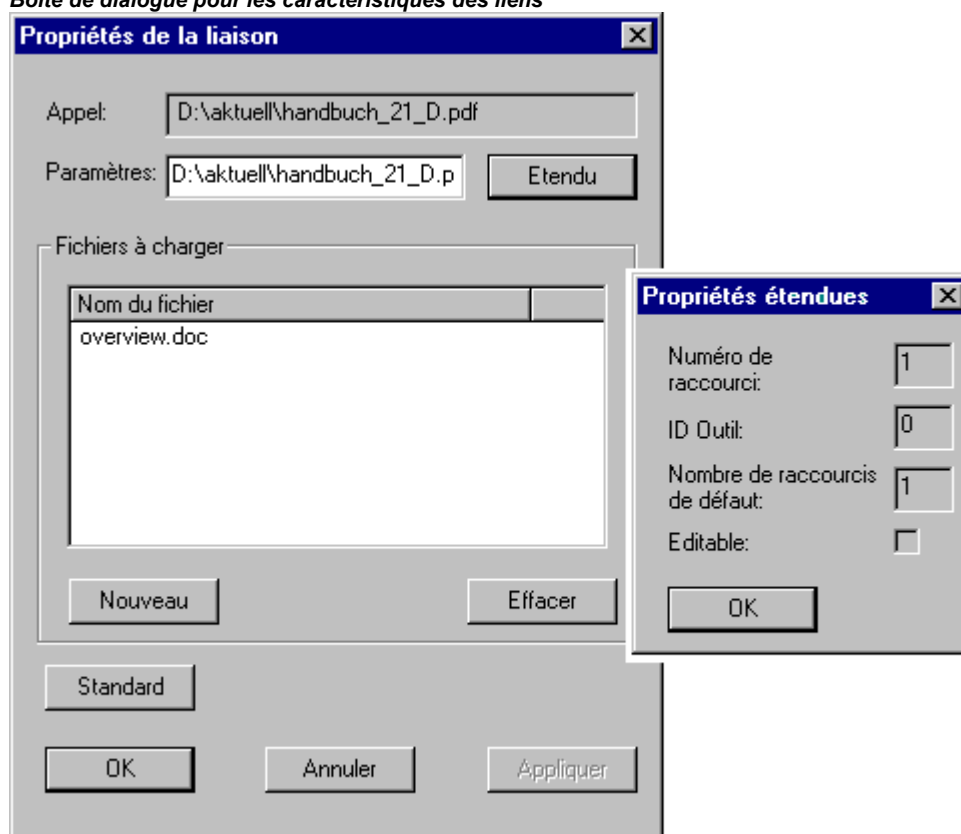 Boîte de dialogue pour les caractéristiques des liens
Propriétés de la liaison
Appel: D:\aktuell\handbuch_21_D.pdf
Paramètres: D:\aktuell\handbuch_21_D.p Etendu
Fichiers à charger
Nom du fichier
overview.doc
Nouveau Effacer
Standard
OK Annuler Appliquer
Propriétés étendues
Numéro de
raccourci: 1
ID Outil: 0
Nombre de raccourcis
de défaut: 1
Editable:
OK